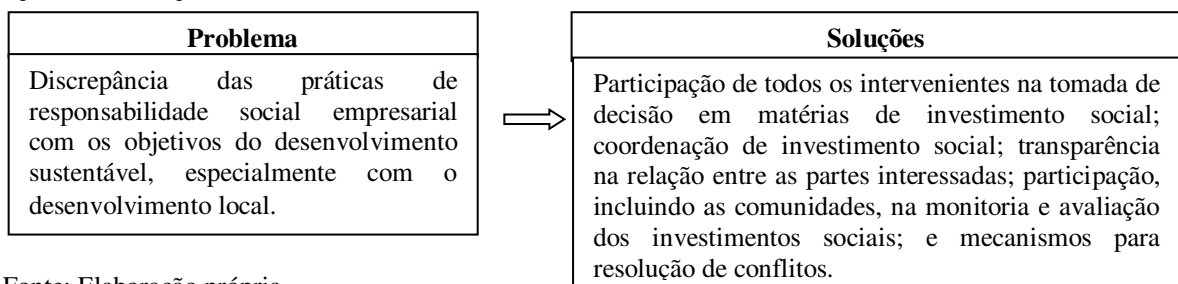 Problema
Discrepância das práticas de
responsabilidade social empresarial
com os objetivos do desenvolvimento
sustentável, especialmente com o
desenvolvimento local.
Soluções
Participação de todos os intervenientes na tomada de
decisão em matérias de investimento social;
coordenação de investimento social; transparência
na relação entre as partes interessadas; participação,
incluindo as comunidades, na monitoria e avaliação
dos investimentos sociais; e mecanismos para
resolução de conflitos.
Fonte: Elaboração própria